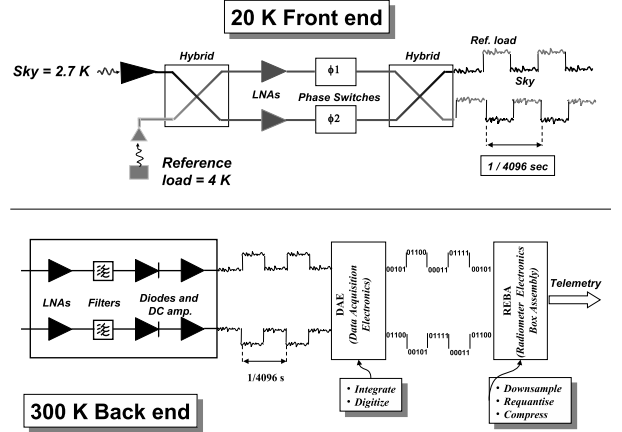 20 K Front end
Hybrid
Hybrid
Ref. load
Sky = 2.7 K
ϕ1
LNAs
Phase Switches
Sky
ϕ2
Reference
load = 4 K
1 / 4096 sec
LNAs
Filters
Diodes and
DC amp.
DAE
(Data Acquisition
Electronics)
01100
01111
00101
00011
00101
01100
01111
01100
00101
00011
REBA
(Radiometer Electronics
Box Assembly)
Telemetry
1/4096 s
• Integrate
• Digitize
• Downsample
• Requantise
• Compress
300 K Back end